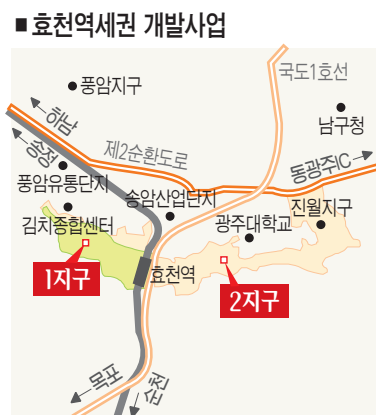 ■ 효천역세권 개발사업
국도1호선
풍암지구
하남
남구청
송정
제2순환도로
동광주IC
풍암유통단지
송암산업단지
진월지구
김치종합센터
광주대학교
효천역
1지구
2지구
목포
순천